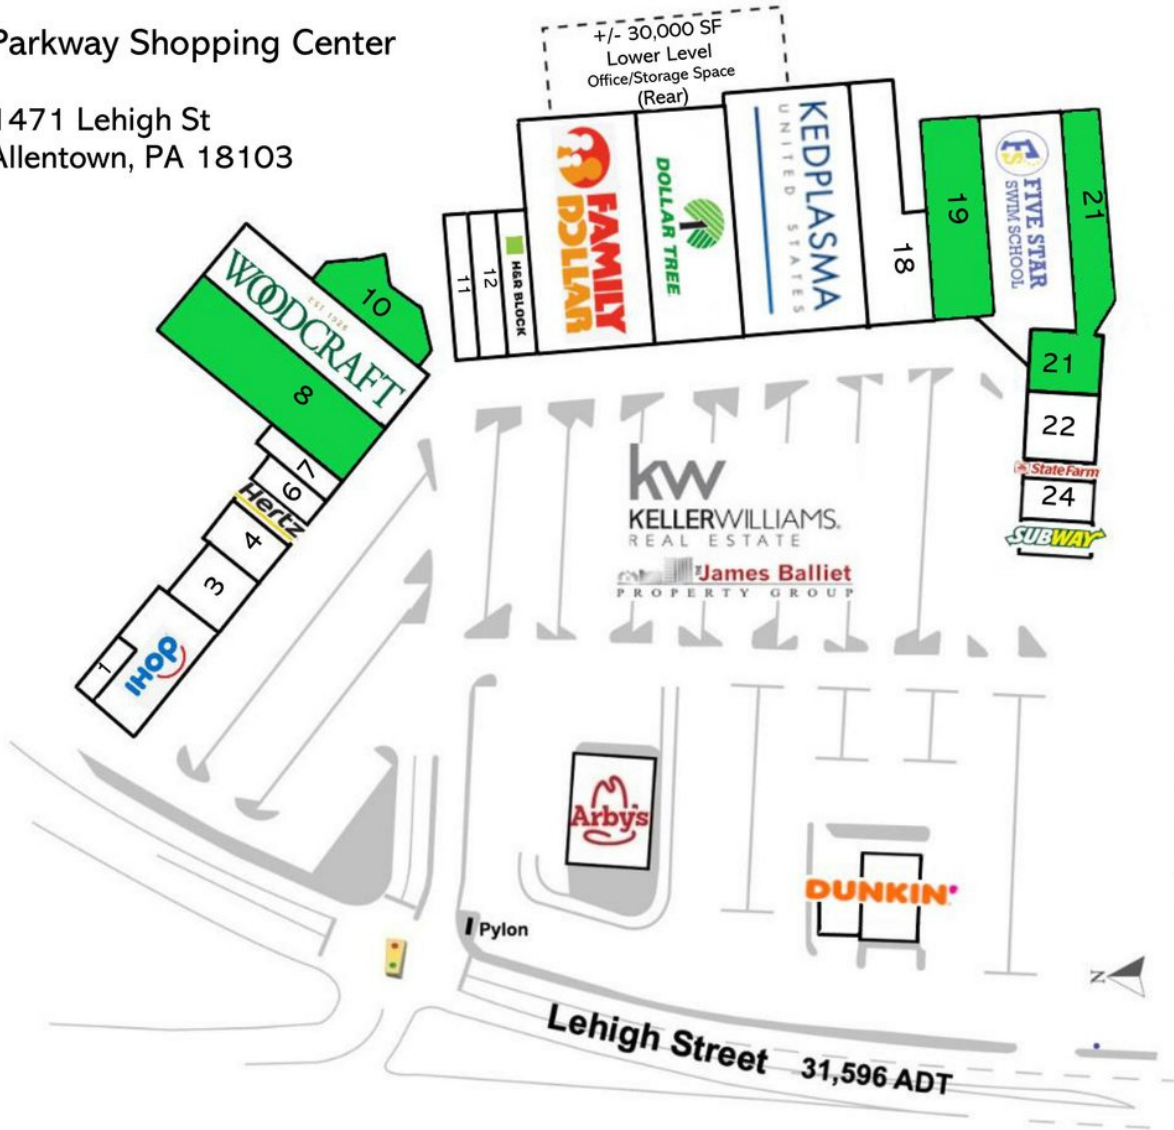 Parkway Shopping Center
1471 Lehigh St
Allentown, PA 18103
+/- 30,000 SF
Lower Level
Office/Storage Space
(Rear)
WOODCRAFT
EST 1928
10
8
7
6
Hertz
4
3
IHOP
1
11
12
H&R BLOCK
FAMILY
DOLLAR
DOLLAR TREE
KEDPLASMA
UNITED STATES
18
19
FS
FIVE STAR
SWIM SCHOOL
21
21
22
State Farm
24
SUBWAY
kw
KELLERWILLIAMS.
REAL ESTATE
The James Balliet
PROPERTY GROUP
Arby's
DUNKIN'
Pylon
N
Lehigh Street 31,596 ADT